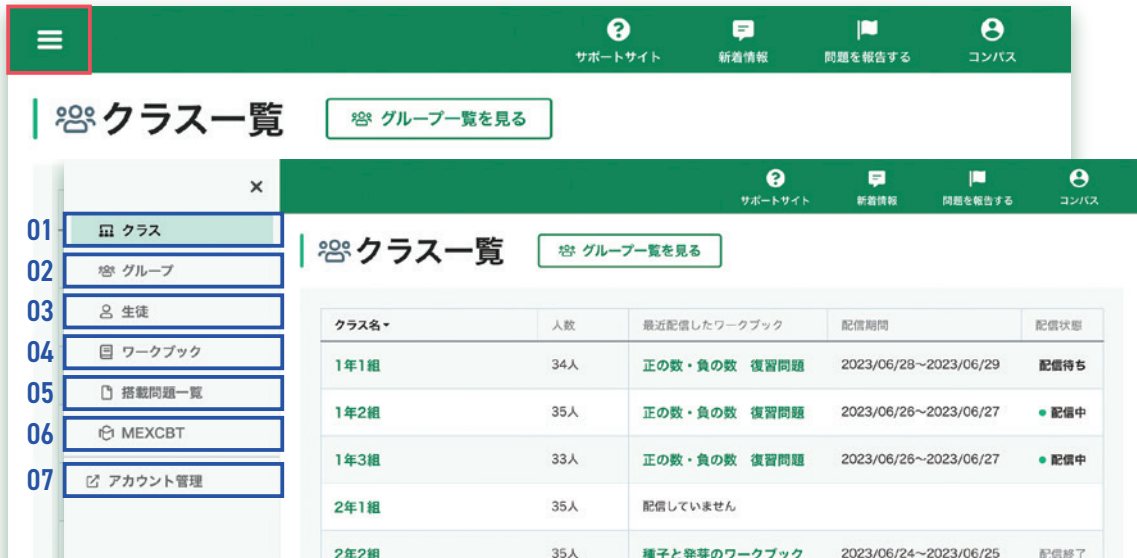 サポートサイト 新着情報 問題を報告する コンパス
クラス一覧 グループ一覧を見る
×
サポートサイト 新着情報 問題を報告する コンパス
01 クラス
02 グループ
03 生徒
04 ワークブック
05 搭載問題一覧
06 MEXCBT
07 アカウント管理
クラス一覧 グループ一覧を見る
クラス名 人数 最近配信したワークブック 配信期間 配信状態
1年1組 34人 正の数・負の数 復習問題 2023/06/28～2023/06/29 配信待ち
1年2組 35人 正の数・負の数 復習問題 2023/06/26～2023/06/27 配信中
1年3組 33人 正の数・負の数 復習問題 2023/06/26～2023/06/27 配信中
2年1組 35人 配信していません
2年2組 35人 種子と発芽のワークブック 2023/06/24～2023/06/25 配信終了